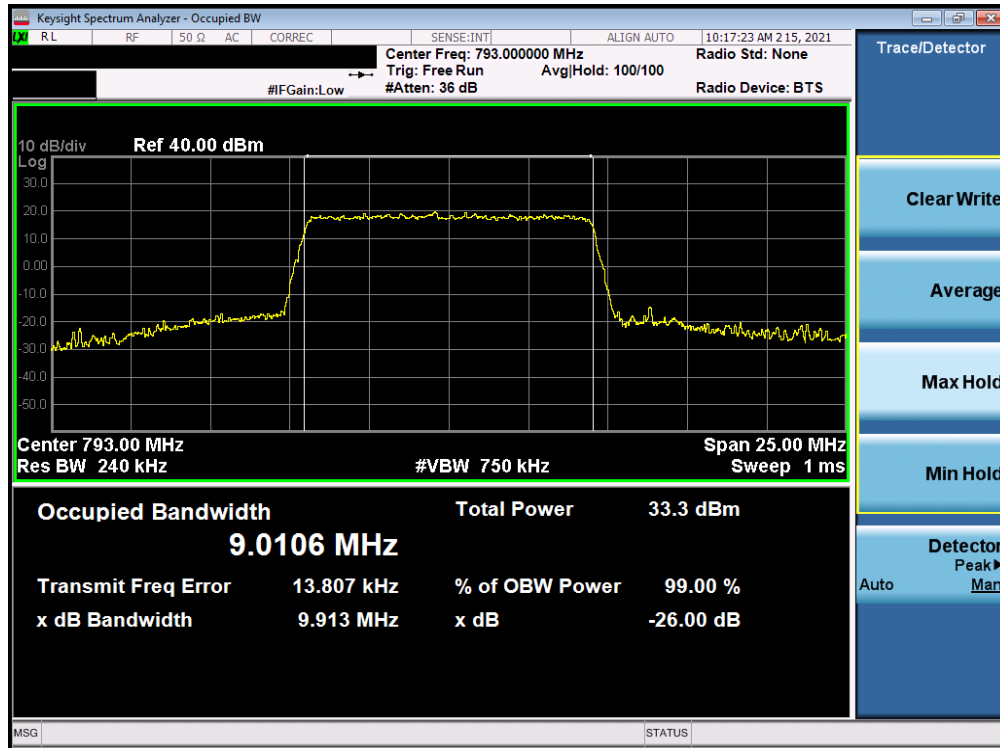 Keysight Spectrum Analyzer - Occupied BW
LXI RL RF 50 Ω AC CORREC SENSE:INT ALIGN AUTO 10:17:23 AM 2 15, 2021
Center Freq: 793.000000 MHz Radio Std: None
Trig: Free Run Avg|Hold: 100/100
#IFGain:Low #Atten: 36 dB Radio Device: BTS
10 dB/div Ref 40.00 dBm
Log
30.0
20.0
10.0
0.00
-10.0
-20.0
-30.0
-40.0
-50.0
Center 793.00 MHz Span 25.00 MHz
Res BW 240 kHz #VBW 750 kHz Sweep 1 ms
Occupied Bandwidth Total Power 33.3 dBm
9.0106 MHz
Transmit Freq Error 13.807 kHz % of OBW Power 99.00 %
x dB Bandwidth 9.913 MHz x dB -26.00 dB
MSG STATUS
Trace/Detector
Clear Write
Average
Max Hold
Min Hold
Detector
Peak▶
Auto Man